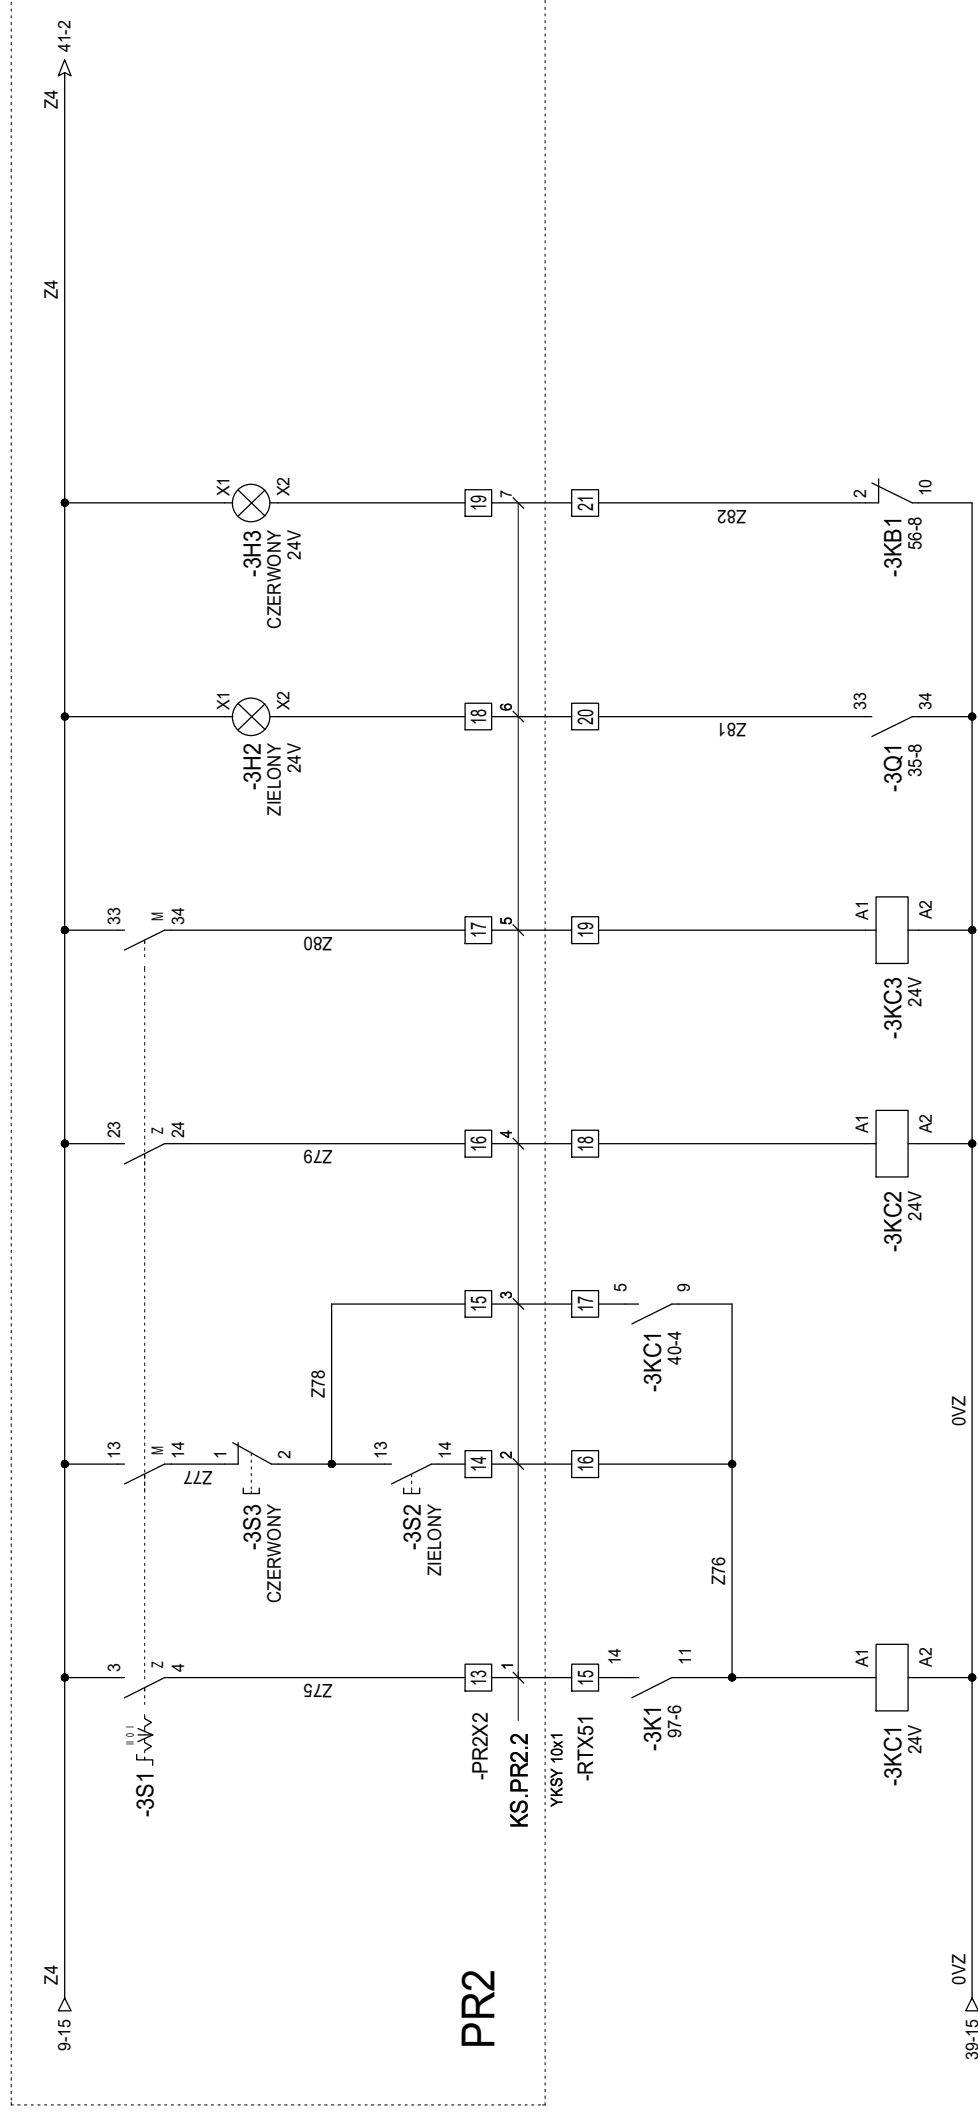 9-15
Z4
Z4
Z4
41-2
-3S1
I 0 II
3
Z
4
13
M
14
23
Z
24
33
M
34
X1
X2
-3H2
ZIELONY
24V
X1
X2
-3H3
CZERWONY
24V
Z77
1
2
-3S3
CZERWONY
Z75
Z78
Z79
Z80
13
14
-3S2
ZIELONY
-PR2X2
13
14
15
16
17
18
19
PR2
KS.PR2.2
1
2
3
4
5
6
7
YKSY 10x1
-RTX51
15
16
17
18
19
20
21
14
11
-3K1
97-6
5
9
-3KC1
40-4
Z76
Z81
Z82
A1
A2
-3KC1
24V
A1
A2
-3KC2
24V
A1
A2
-3KC3
24V
33
34
-3Q1
35-8
2
10
-3KB1
56-8
39-15
0VZ
0VZ